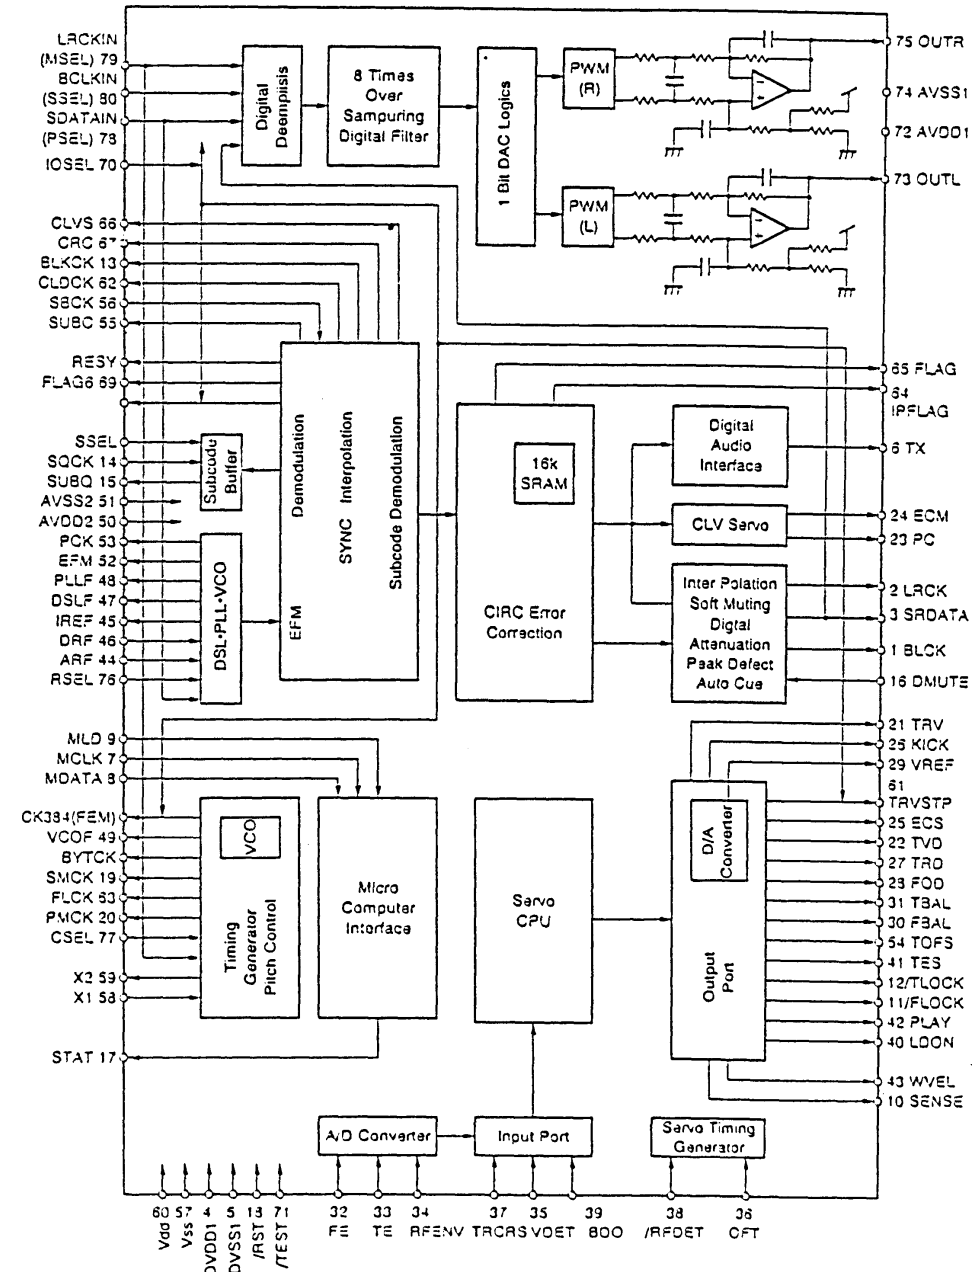 LRCKIN
(MSEL) 79
BCLKIN
(SSEL) 80
SDATAIN
(PSEL) 78
IOSEL 70
CLVS 66
CRC 67
BLKCK 13
CLDCK 62
SBCK 56
SUBC 55
RESY
FLAG6 69
SSEL
SQCK 14
SUBQ 15
AVSS2 51
AVDD2 50
PCK 53
EFM 52
PLLF 48
DSLF 47
IREF 45
DRF 46
ARF 44
RSEL 76
MLD 9
MCLK 7
MDATA 8
CK384(FEM)
VCOF 49
BYTCK
SMCK 19
FLCK 63
PMCK 20
CSEL 77
X2 59
X1 58
STAT 17
Digital
Deempiisis
8 Times
Over
Sampuring
Digital Filter
1 Bit DAC Logics
PWM
(R)
PWM
(L)
75 OUTR
74 AVSS1
72 AVDD1
73 OUTL
Subcode
Buffer
DSL•PLL•VCO
EFM Demodulation
SYNC Interpolation
Subcode Demodulation
16k
SRAM
CIRC Error
Correction
Digital
Audio
Interface
CLV Servo
Inter Polation
Soft Muting
Digtal
Attenuation
Peak Defect
Auto Cue
65 FLAG
64
IPFLAG
6 TX
24 ECM
23 PC
2 LRCK
3 SRDATA
1 BLCK
16 DMUTE
21 TRV
26 KICK
29 VREF
61
TRVSTP
25 ECS
22 TVD
27 TRD
28 FOD
31 TBAL
30 FBAL
54 TOFS
41 TES
12/TLOCK
11/FLOCK
42 PLAY
40 LDON
43 WVEL
10 SENSE
VCO
Timing
Generator
Pitch Control
Micro
Computer
Interface
Servo
CPU
D/A
Converter
Output
Port
A/D Converter
Input Port
Servo Timing
Generator
60 57 4 5 18 71 32 33 34 37 35 39 38 36
Vdd Vss DVDD1 DVSS1 /RST /TEST FE TE RFENV TRCRS VDET BDO /RFDET OFT